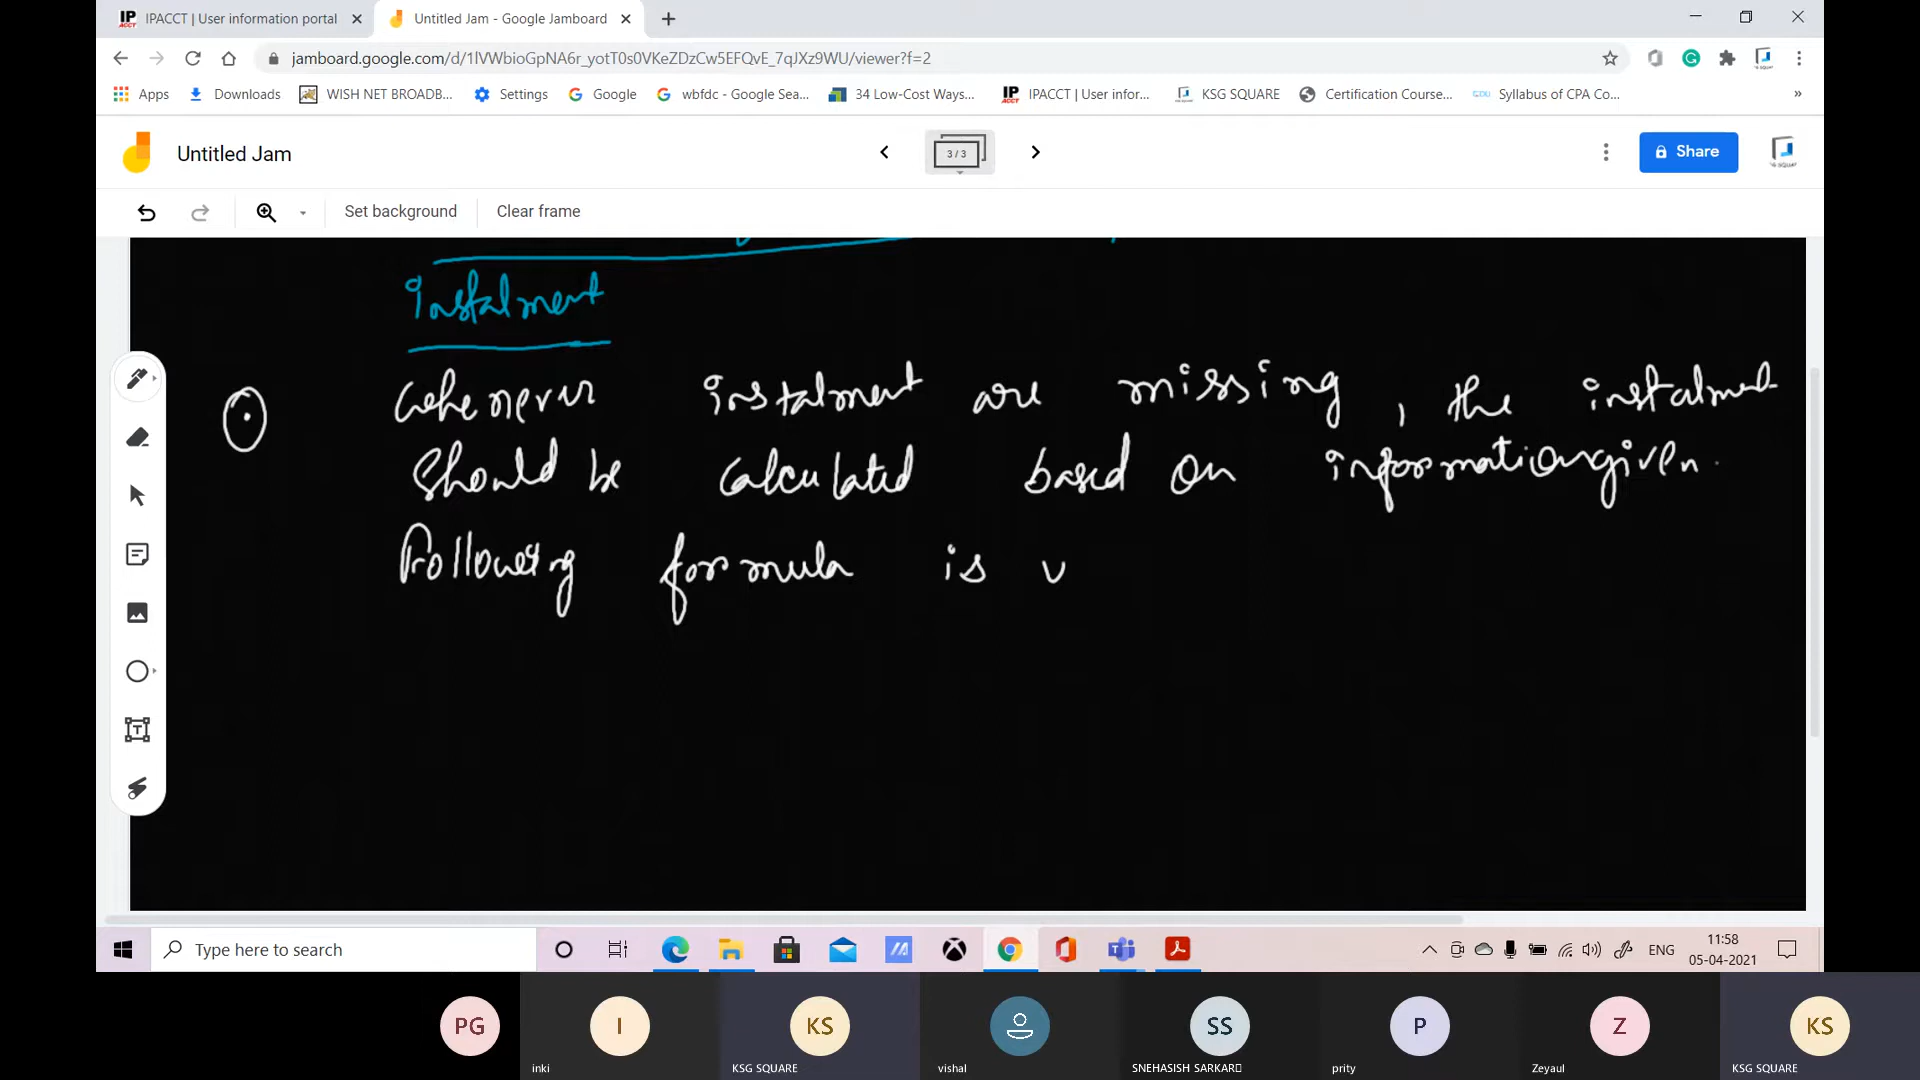 IPACCT | User information portal
Untitled Jam - Google Jamboard
jamboard.google.com/d/1lVWbioGpNA6r_yotT0s0VKeZDzCw5EFQvE_7qJXz9WU/viewer?f=2
Apps Downloads WISH NET BROADB... Settings Google wbfdc - Google Sea... 34 Low-Cost Ways... IPACCT | User infor... KSG SQUARE Certification Course... Syllabus of CPA Co... »
Untitled Jam 3 / 3 Share
Set background Clear frame
Instalment
Whenever instalment are missing, the instalment
Should be Calculated based on information given.
Following formula is u
Type here to search
ENG 11:58
05-04-2021
PG I KS SS P Z KS
inki KSG SQUARE vishal SNEHASISH SARKAR prity Zeyaul KSG SQUARE